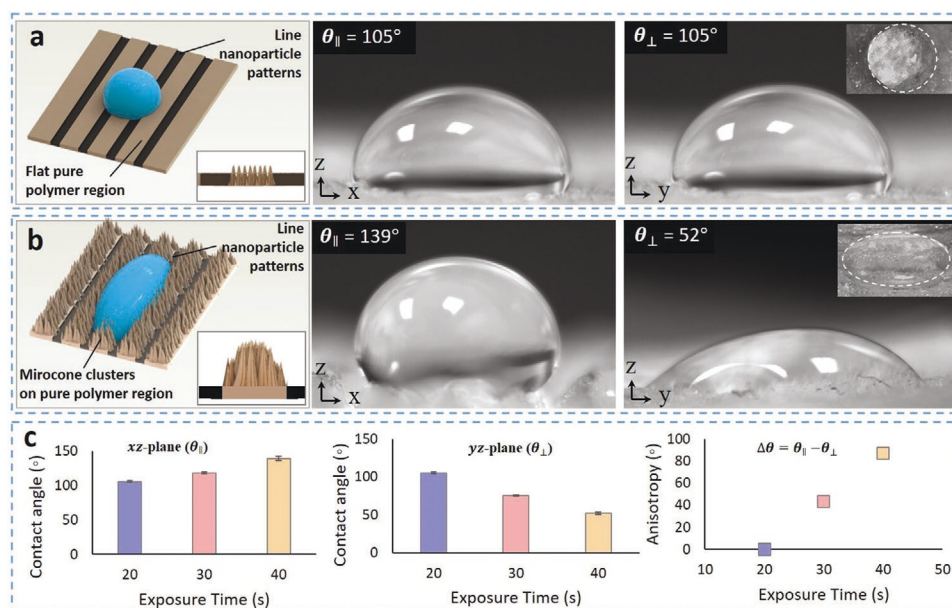 a
Line
nanoparticle
patterns
Flat pure
polymer region
θ∥ = 105°
z
x
θ⊥ = 105°
z
y
b
Line
nanoparticle
patterns
Mirocone clusters
on pure polymer region
θ∥ = 139°
z
x
θ⊥ = 52°
z
y
c
xz-plane (θ∥)
Contact angle (°)
150
100
50
0
20 30 40
Exposure Time (s)
yz-plane (θ⊥)
Contact angle (°)
150
100
50
0
20 30 40
Exposure Time (s)
Δθ = θ∥ −θ⊥
Anisotropy (°)
100
80
60
40
20
0
10 20 30 40 50
Exposure Time (s)